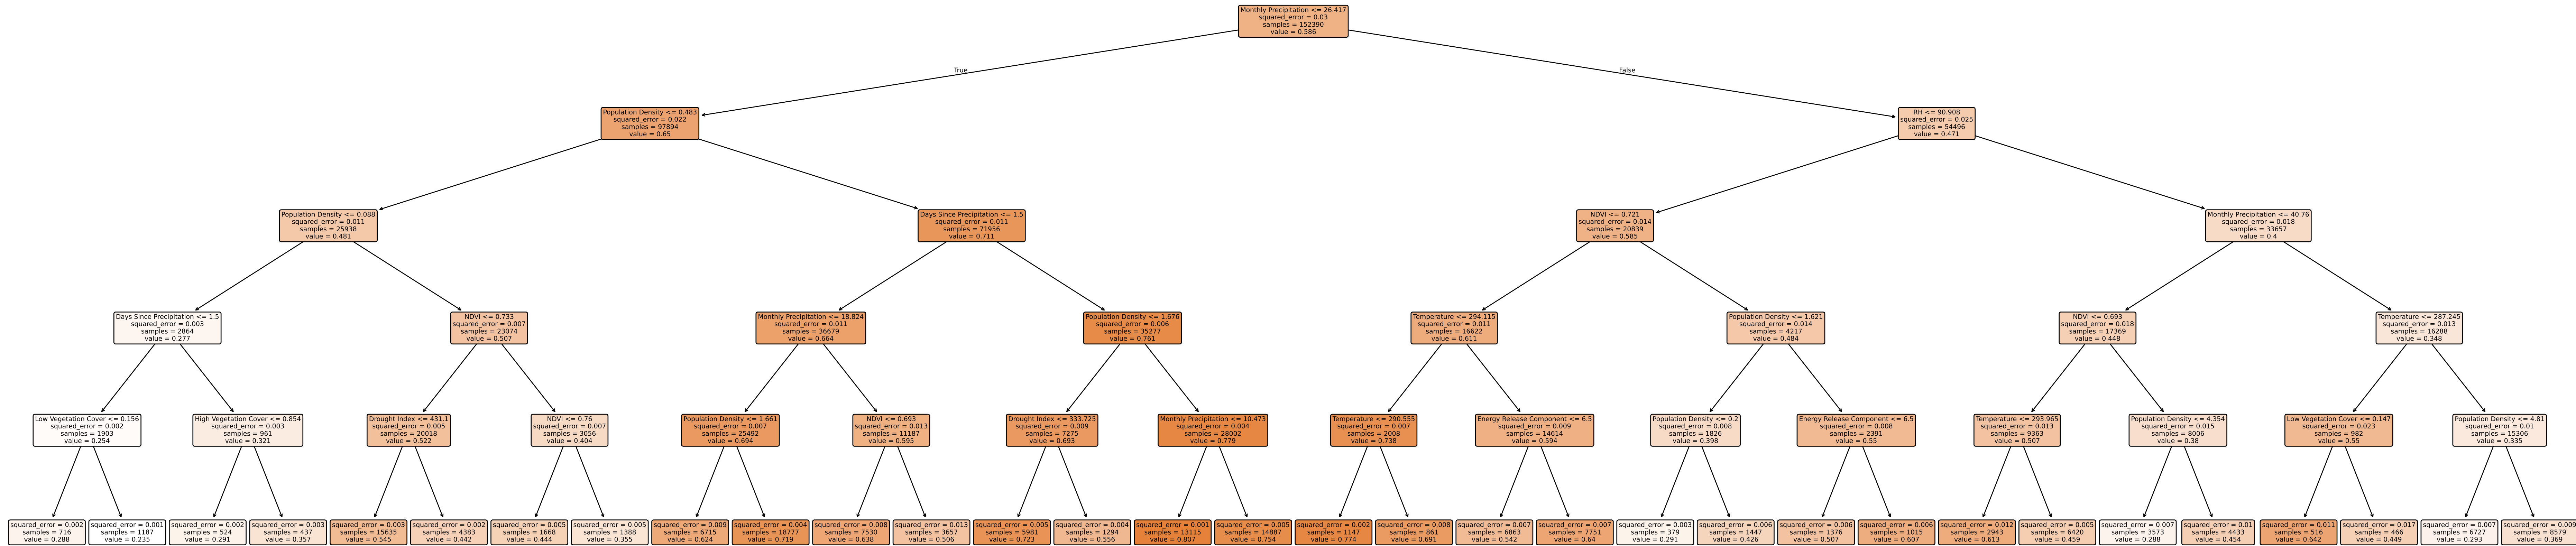 Monthly Precipitation <= 26.417
squared_error = 0.03
samples = 152390
value = 0.586
True
False
Population Density <= 0.483
squared_error = 0.022
samples = 97894
value = 0.65
RH <= 90.908
squared_error = 0.025
samples = 54496
value = 0.471
Population Density <= 0.088
squared_error = 0.011
samples = 25938
value = 0.481
Days Since Precipitation <= 1.5
squared_error = 0.011
samples = 71956
value = 0.711
NDVI <= 0.721
squared_error = 0.014
samples = 20839
value = 0.585
Monthly Precipitation <= 40.76
squared_error = 0.018
samples = 33657
value = 0.4
Days Since Precipitation <= 1.5
squared_error = 0.003
samples = 2864
value = 0.277
NDVI <= 0.733
squared_error = 0.007
samples = 23074
value = 0.507
Monthly Precipitation <= 18.824
squared_error = 0.011
samples = 36679
value = 0.664
Population Density <= 1.676
squared_error = 0.006
samples = 35277
value = 0.761
Temperature <= 294.115
squared_error = 0.011
samples = 16622
value = 0.611
Population Density <= 1.621
squared_error = 0.014
samples = 4217
value = 0.484
NDVI <= 0.693
squared_error = 0.018
samples = 17369
value = 0.448
Temperature <= 287.245
squared_error = 0.013
samples = 16288
value = 0.348
Low Vegetation Cover <= 0.156
squared_error = 0.002
samples = 1903
value = 0.254
High Vegetation Cover <= 0.854
squared_error = 0.003
samples = 961
value = 0.321
Drought Index <= 431.1
squared_error = 0.005
samples = 20018
value = 0.522
NDVI <= 0.76
squared_error = 0.007
samples = 3056
value = 0.404
Population Density <= 1.661
squared_error = 0.007
samples = 25492
value = 0.694
NDVI <= 0.693
squared_error = 0.013
samples = 11187
value = 0.595
Drought Index <= 333.725
squared_error = 0.009
samples = 7275
value = 0.693
Monthly Precipitation <= 10.473
squared_error = 0.004
samples = 28002
value = 0.779
Temperature <= 290.555
squared_error = 0.007
samples = 2008
value = 0.738
Energy Release Component <= 6.5
squared_error = 0.009
samples = 14614
value = 0.594
Population Density <= 0.2
squared_error = 0.008
samples = 1826
value = 0.398
Energy Release Component <= 6.5
squared_error = 0.008
samples = 2391
value = 0.55
Temperature <= 293.965
squared_error = 0.013
samples = 9363
value = 0.507
Population Density <= 4.354
squared_error = 0.015
samples = 8006
value = 0.38
Low Vegetation Cover <= 0.147
squared_error = 0.023
samples = 982
value = 0.55
Population Density <= 4.81
squared_error = 0.01
samples = 15306
value = 0.335
squared_error = 0.002
samples = 716
value = 0.288
squared_error = 0.001
samples = 1187
value = 0.235
squared_error = 0.002
samples = 524
value = 0.291
squared_error = 0.003
samples = 437
value = 0.357
squared_error = 0.003
samples = 15635
value = 0.545
squared_error = 0.002
samples = 4383
value = 0.442
squared_error = 0.005
samples = 1668
value = 0.444
squared_error = 0.005
samples = 1388
value = 0.355
squared_error = 0.009
samples = 6715
value = 0.624
squared_error = 0.004
samples = 18777
value = 0.719
squared_error = 0.008
samples = 7530
value = 0.638
squared_error = 0.013
samples = 3657
value = 0.506
squared_error = 0.005
samples = 5981
value = 0.723
squared_error = 0.004
samples = 1294
value = 0.556
squared_error = 0.001
samples = 13115
value = 0.807
squared_error = 0.005
samples = 14887
value = 0.754
squared_error = 0.002
samples = 1147
value = 0.774
squared_error = 0.008
samples = 861
value = 0.691
squared_error = 0.007
samples = 6863
value = 0.542
squared_error = 0.007
samples = 7751
value = 0.64
squared_error = 0.003
samples = 379
value = 0.291
squared_error = 0.006
samples = 1447
value = 0.426
squared_error = 0.006
samples = 1376
value = 0.507
squared_error = 0.006
samples = 1015
value = 0.607
squared_error = 0.012
samples = 2943
value = 0.613
squared_error = 0.005
samples = 6420
value = 0.459
squared_error = 0.007
samples = 3573
value = 0.288
squared_error = 0.01
samples = 4433
value = 0.454
squared_error = 0.011
samples = 516
value = 0.642
squared_error = 0.017
samples = 466
value = 0.449
squared_error = 0.007
samples = 6727
value = 0.293
squared_error = 0.009
samples = 8579
value = 0.369